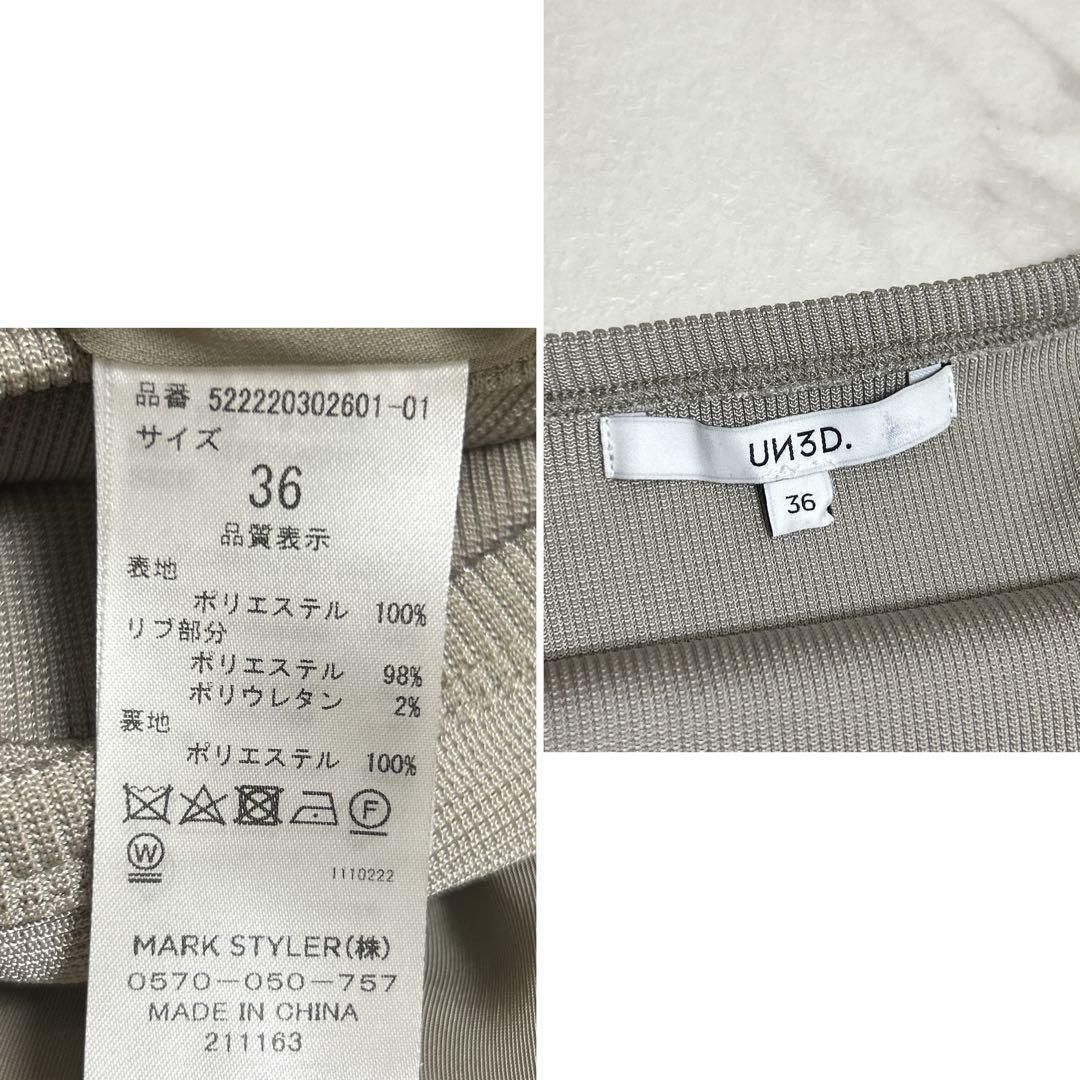 品番 522220302601-01
サイズ
36
品質表示
表地
ポリエステル 100%
リブ部分
ポリエステル 98%
ポリウレタン 2%
裏地
ポリエステル 100%
F
W
1110222
MARK STYLER(株)
0570-050-757
MADE IN CHINA
211163
UN3D.
36